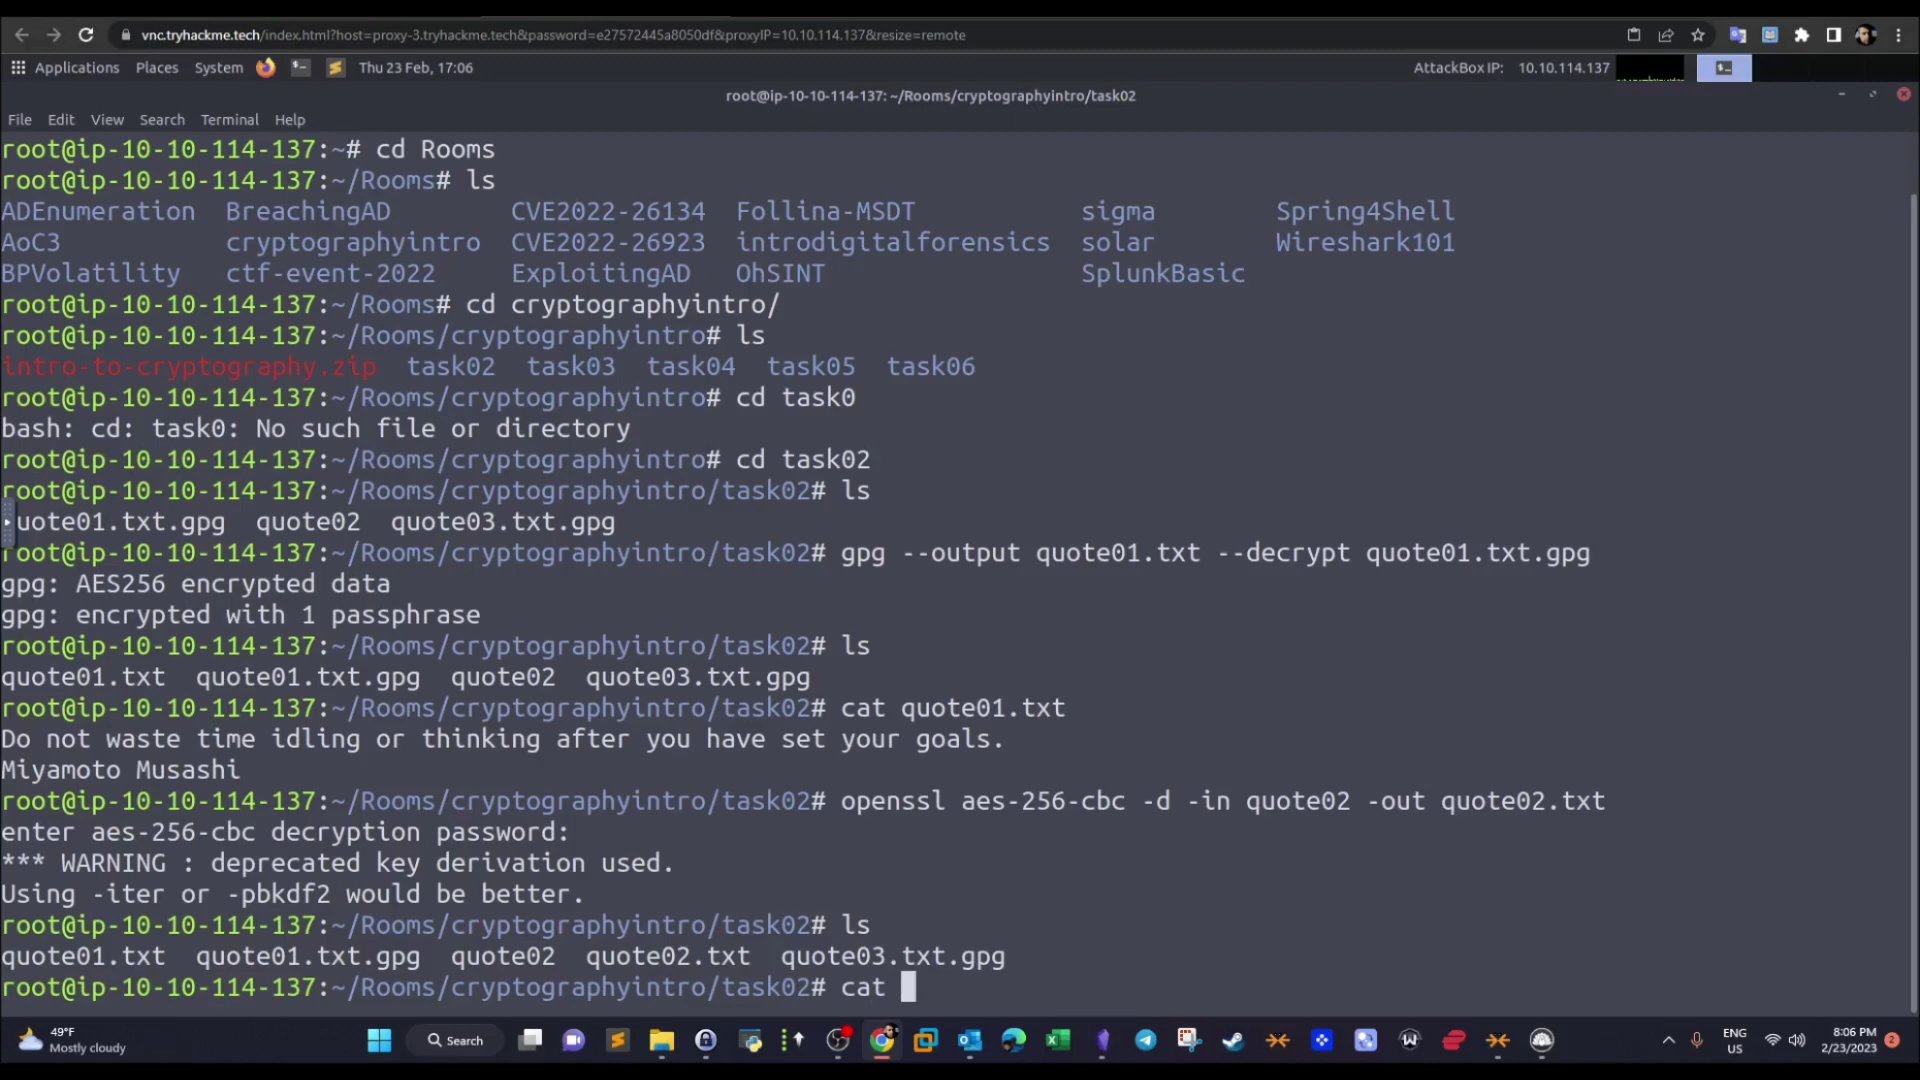 vnc.tryhackme.tech/index.html?host=proxy-3.tryhackme.tech&password=e27572445a8050df&proxyIP=10.10.114.137&resize=remote
Applications Places System Thu 23 Feb, 17:06 AttackBox IP: 10.10.114.137
root@ip-10-10-114-137: ~/Rooms/cryptographyintro/task02
File Edit View Search Terminal Help
root@ip-10-10-114-137:~# cd Rooms
root@ip-10-10-114-137:~/Rooms# ls
ADEnumeration BreachingAD CVE2022-26134 Follina-MSDT sigma Spring4Shell
AoC3 cryptographyintro CVE2022-26923 introdigitalforensics solar Wireshark101
BPVolatility ctf-event-2022 ExploitingAD OhSINT SplunkBasic
root@ip-10-10-114-137:~/Rooms# cd cryptographyintro/
root@ip-10-10-114-137:~/Rooms/cryptographyintro# ls
intro-to-cryptography.zip task02 task03 task04 task05 task06
root@ip-10-10-114-137:~/Rooms/cryptographyintro# cd task0
bash: cd: task0: No such file or directory
root@ip-10-10-114-137:~/Rooms/cryptographyintro# cd task02
root@ip-10-10-114-137:~/Rooms/cryptographyintro/task02# ls
uote01.txt.gpg quote02 quote03.txt.gpg
root@ip-10-10-114-137:~/Rooms/cryptographyintro/task02# gpg --output quote01.txt --decrypt quote01.txt.gpg
gpg: AES256 encrypted data
gpg: encrypted with 1 passphrase
root@ip-10-10-114-137:~/Rooms/cryptographyintro/task02# ls
quote01.txt quote01.txt.gpg quote02 quote03.txt.gpg
root@ip-10-10-114-137:~/Rooms/cryptographyintro/task02# cat quote01.txt
Do not waste time idling or thinking after you have set your goals.
Miyamoto Musashi
root@ip-10-10-114-137:~/Rooms/cryptographyintro/task02# openssl aes-256-cbc -d -in quote02 -out quote02.txt
enter aes-256-cbc decryption password:
*** WARNING : deprecated key derivation used.
Using -iter or -pbkdf2 would be better.
root@ip-10-10-114-137:~/Rooms/cryptographyintro/task02# ls
quote01.txt quote01.txt.gpg quote02 quote02.txt quote03.txt.gpg
root@ip-10-10-114-137:~/Rooms/cryptographyintro/task02# cat
49°F
Mostly cloudy
Search
ENG
US
8:06 PM
2/23/2023
2